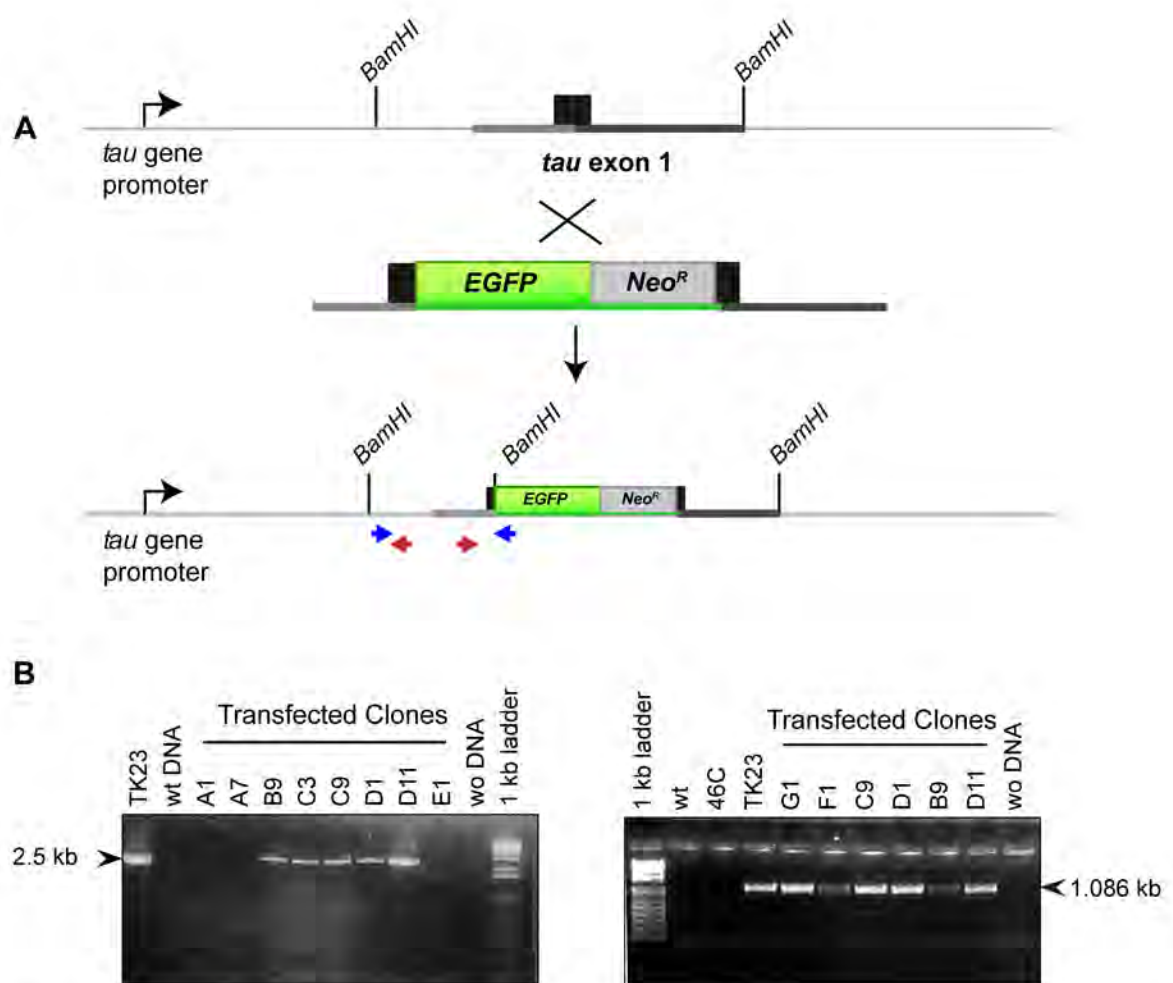 A
BamHI
BamHI
tau gene
promoter
tau exon 1
EGFP
Neo^R
BamHI
BamHI
BamHI
EGFP
Neo^R
tau gene
promoter
B
Transfected Clones
TK23
wt DNA
A1
A7
B9
C3
C9
D1
D11
E1
wo DNA
1 kb ladder
2.5 kb
Transfected Clones
1 kb ladder
wt
46C
TK23
G1
F1
C9
D1
B9
D11
wo DNA
1.086 kb